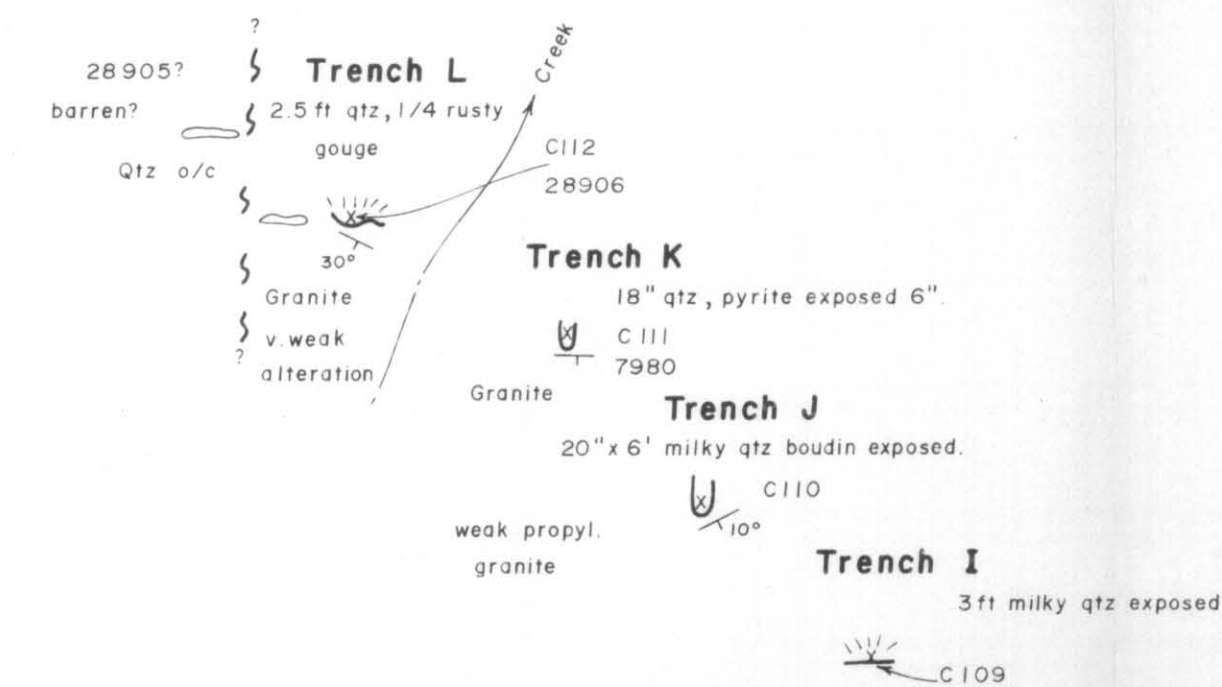 ?
28905?
barren?
Qtz o/c
Trench L
2.5 ft qtz, 1/4 rusty
gouge
Creek
C112
28906
30°
Granite
v. weak
alteration
?
Trench K
18" qtz, pyrite exposed 6".
C111
7980
Granite
Trench J
20" x 6' milky qtz boudin exposed.
C110
10°
weak propyl.
granite
Trench I
3 ft milky qtz exposed
C109